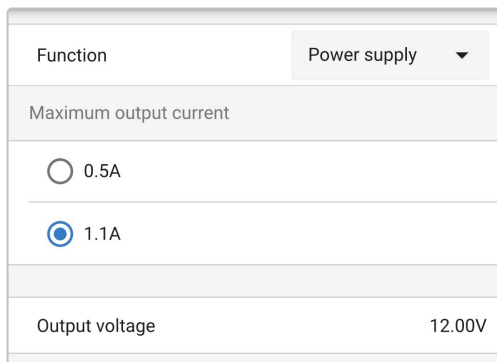 Function Power supply
Maximum output current
0.5A
1.1A
Output voltage 12.00V